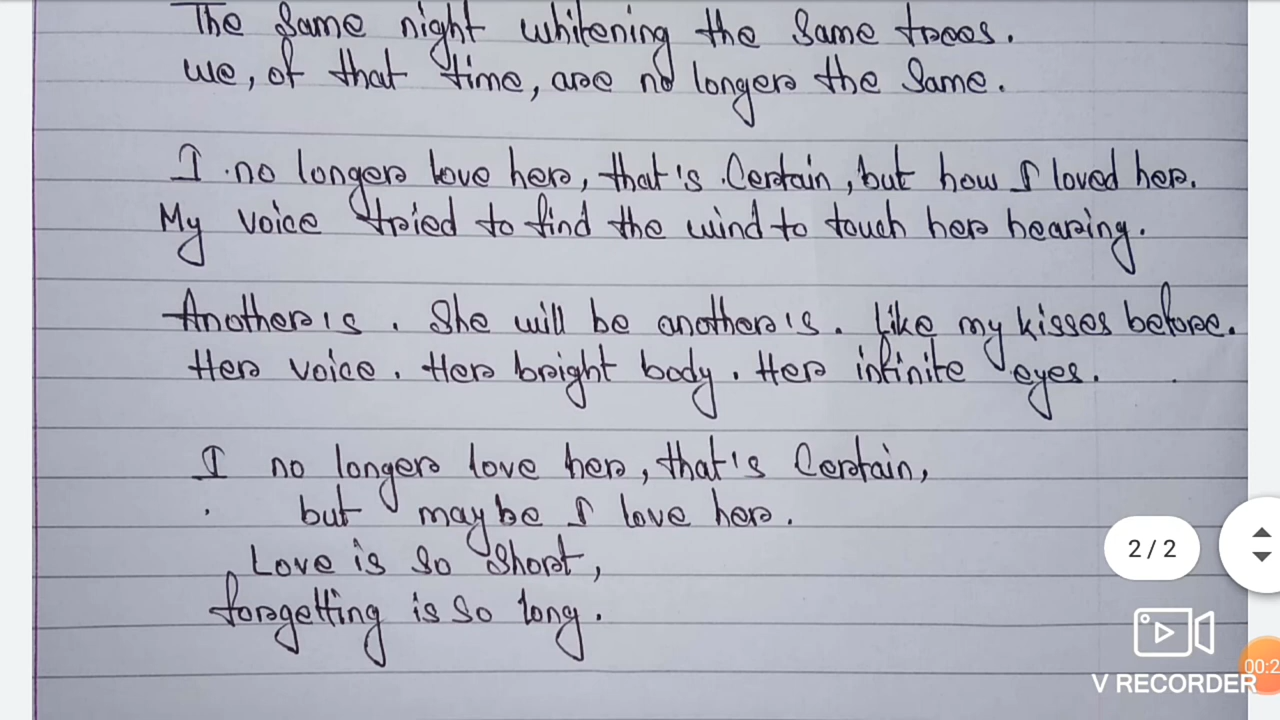 The Same night whitening the Same trees.
we, of that time, are no longer the Same.
I no longer love her, that's Certain, but how I loved her.
My voice tried to find the wind to touch her hearing.
Another's. She will be another's. Like my kisses before.
Her voice. Her bright body. Her infinite eyes.
I no longer love her, that's Certain,
but maybe I love her.
Love is so Short,
forgetting is so long.
2/2
V RECORDER
00:2